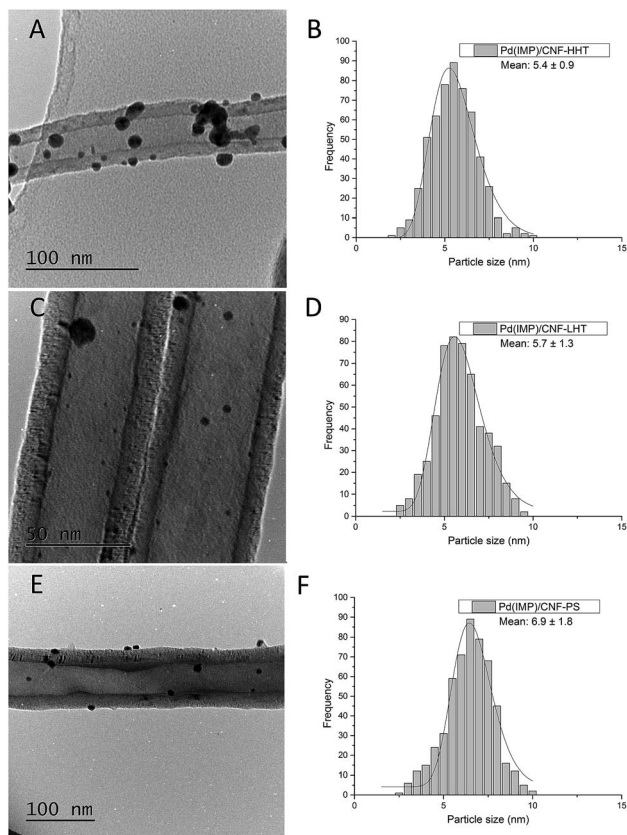 A
100 nm
B
Pd(IMP)/CNF-HHT
Mean: 5.4 ± 0.9
100
90
80
70
60
50
40
30
20
10
0
Frequency
0 5 10 15
Particle size (nm)
C
50 nm
D
Pd(IMP)/CNF-LHT
Mean: 5.7 ± 1.3
90
80
70
60
50
40
30
20
10
0
Frequency
0 5 10 15
Particle size (nm)
E
100 nm
F
Pd(IMP)/CNF-PS
Mean: 6.9 ± 1.8
100
90
80
70
60
50
40
30
20
10
0
Frequency
0 5 10 15
Particle size (nm)